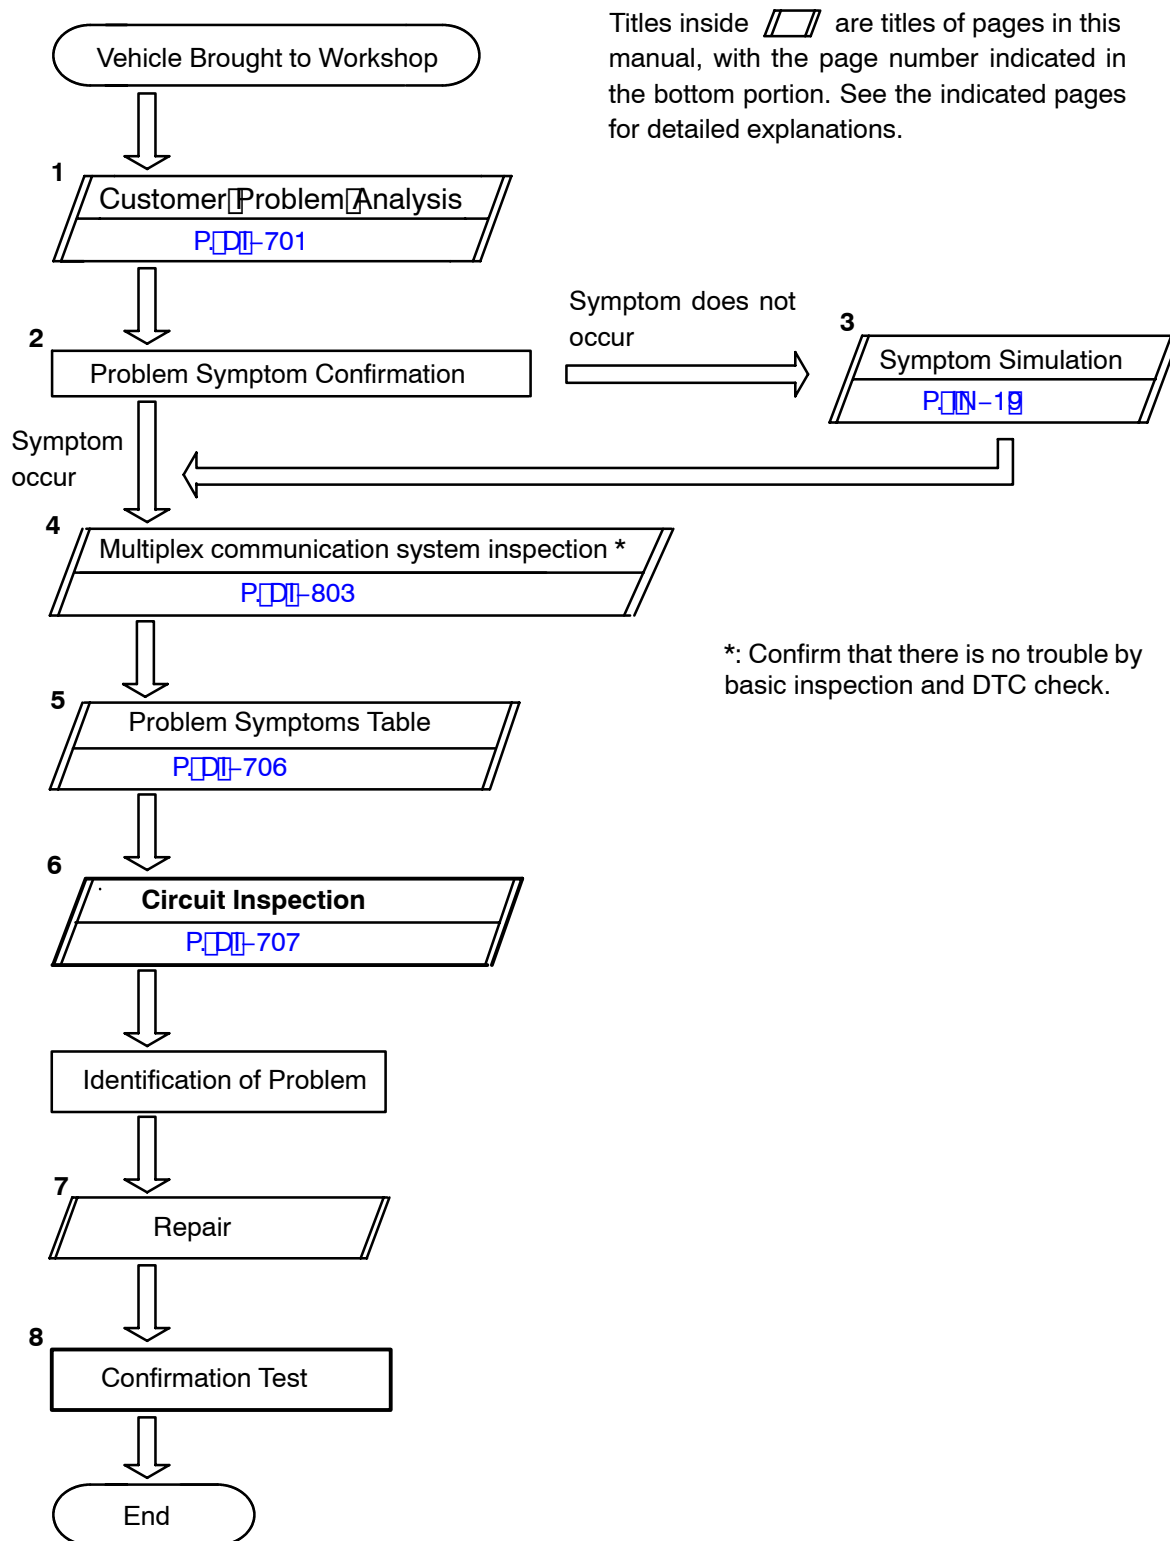 Vehicle Brought to Workshop
Titles inside are titles of pages in this
manual, with the page number indicated in
the bottom portion. See the indicated pages
for detailed explanations.
1
Customer Problem Analysis
P. DI–701
2
Problem Symptom Confirmation
Symptom does not
occur
3
Symptom Simulation
P. IN–19
Symptom
occur
4
Multiplex communication system inspection *
P. DI–803
*: Confirm that there is no trouble by
basic inspection and DTC check.
5
Problem Symptoms Table
P. DI–706
6
Circuit Inspection
P. DI–707
Identification of Problem
7
Repair
8
Confirmation Test
End